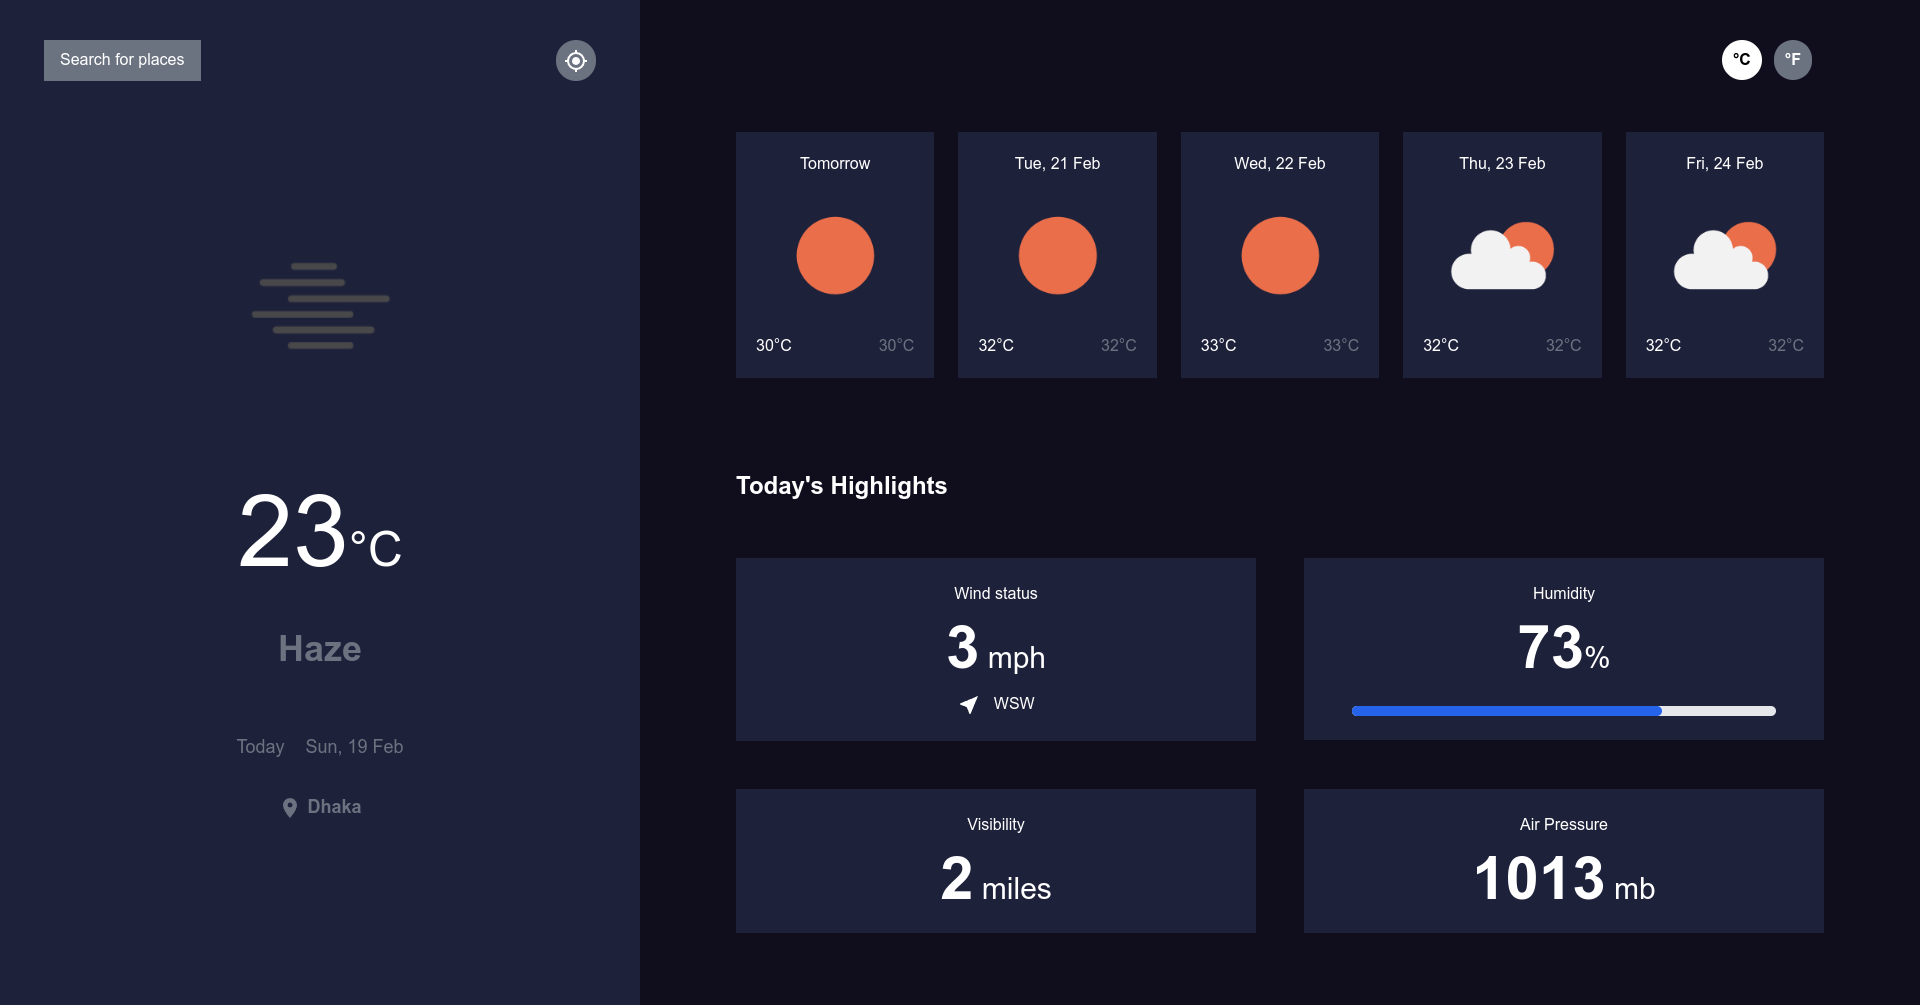 Search for places
23°C
Haze
Today Sun, 19 Feb
Dhaka
°C °F
Tomorrow
30°C 30°C
Tue, 21 Feb
32°C 32°C
Wed, 22 Feb
33°C 33°C
Thu, 23 Feb
32°C 32°C
Fri, 24 Feb
32°C 32°C
Today's Highlights
Wind status
3 mph
WSW
Humidity
73%
Visibility
2 miles
Air Pressure
1013 mb